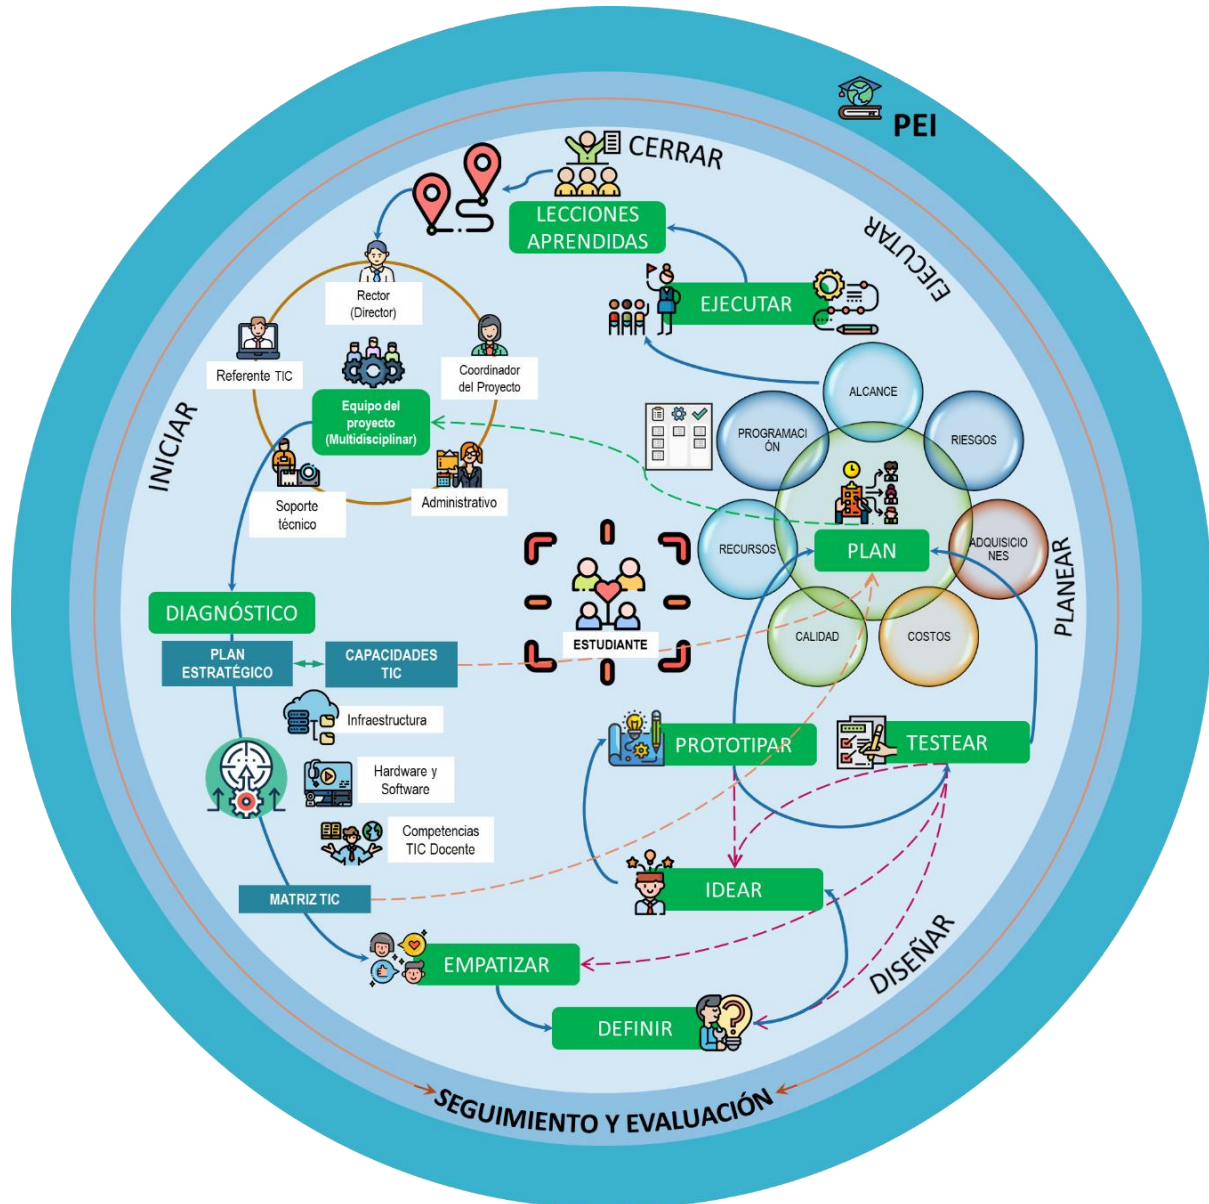 PEI
CERRAR
EJECUTAR
LECCIONES
APRENDIDAS
EJECUTAR
Rector
(Director)
Referente TIC
Coordinador
del Proyecto
Equipo del
proyecto
(Multidisciplinar)
Soporte
técnico
Administrativo
INICIAR
ALCANCE
PROGRAMACI
ÓN
RIESGOS
RECURSOS
PLAN
ADQUISICIO
NES
CALIDAD
COSTOS
PLANEAR
ESTUDIANTE
DIAGNÓSTICO
PLAN
ESTRATÉGICO
CAPACIDADES
TIC
Infraestructura
Hardware y
Software
Competencias
TIC Docente
MATRIZ TIC
PROTOTIPAR
TESTEAR
IDEAR
EMPATIZAR
DEFINIR
DISEÑAR
SEGUIMIENTO Y EVALUACIÓN